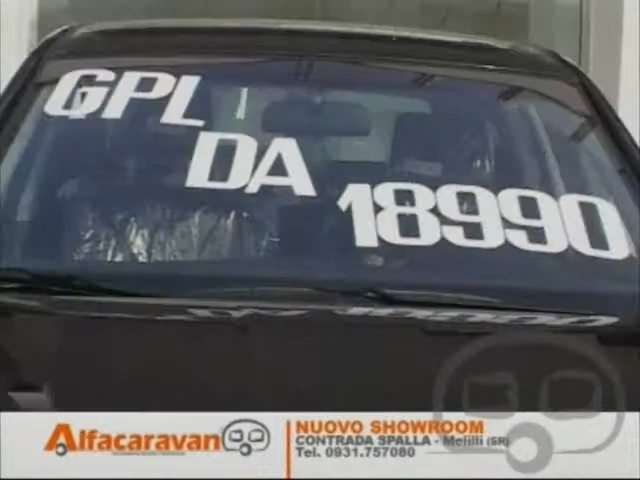 GPL
DA
18990
Alfacaravan
NUOVO SHOWROOM
CONTRADA SPALLA - Melilli (SR)
Tel. 0931.757080